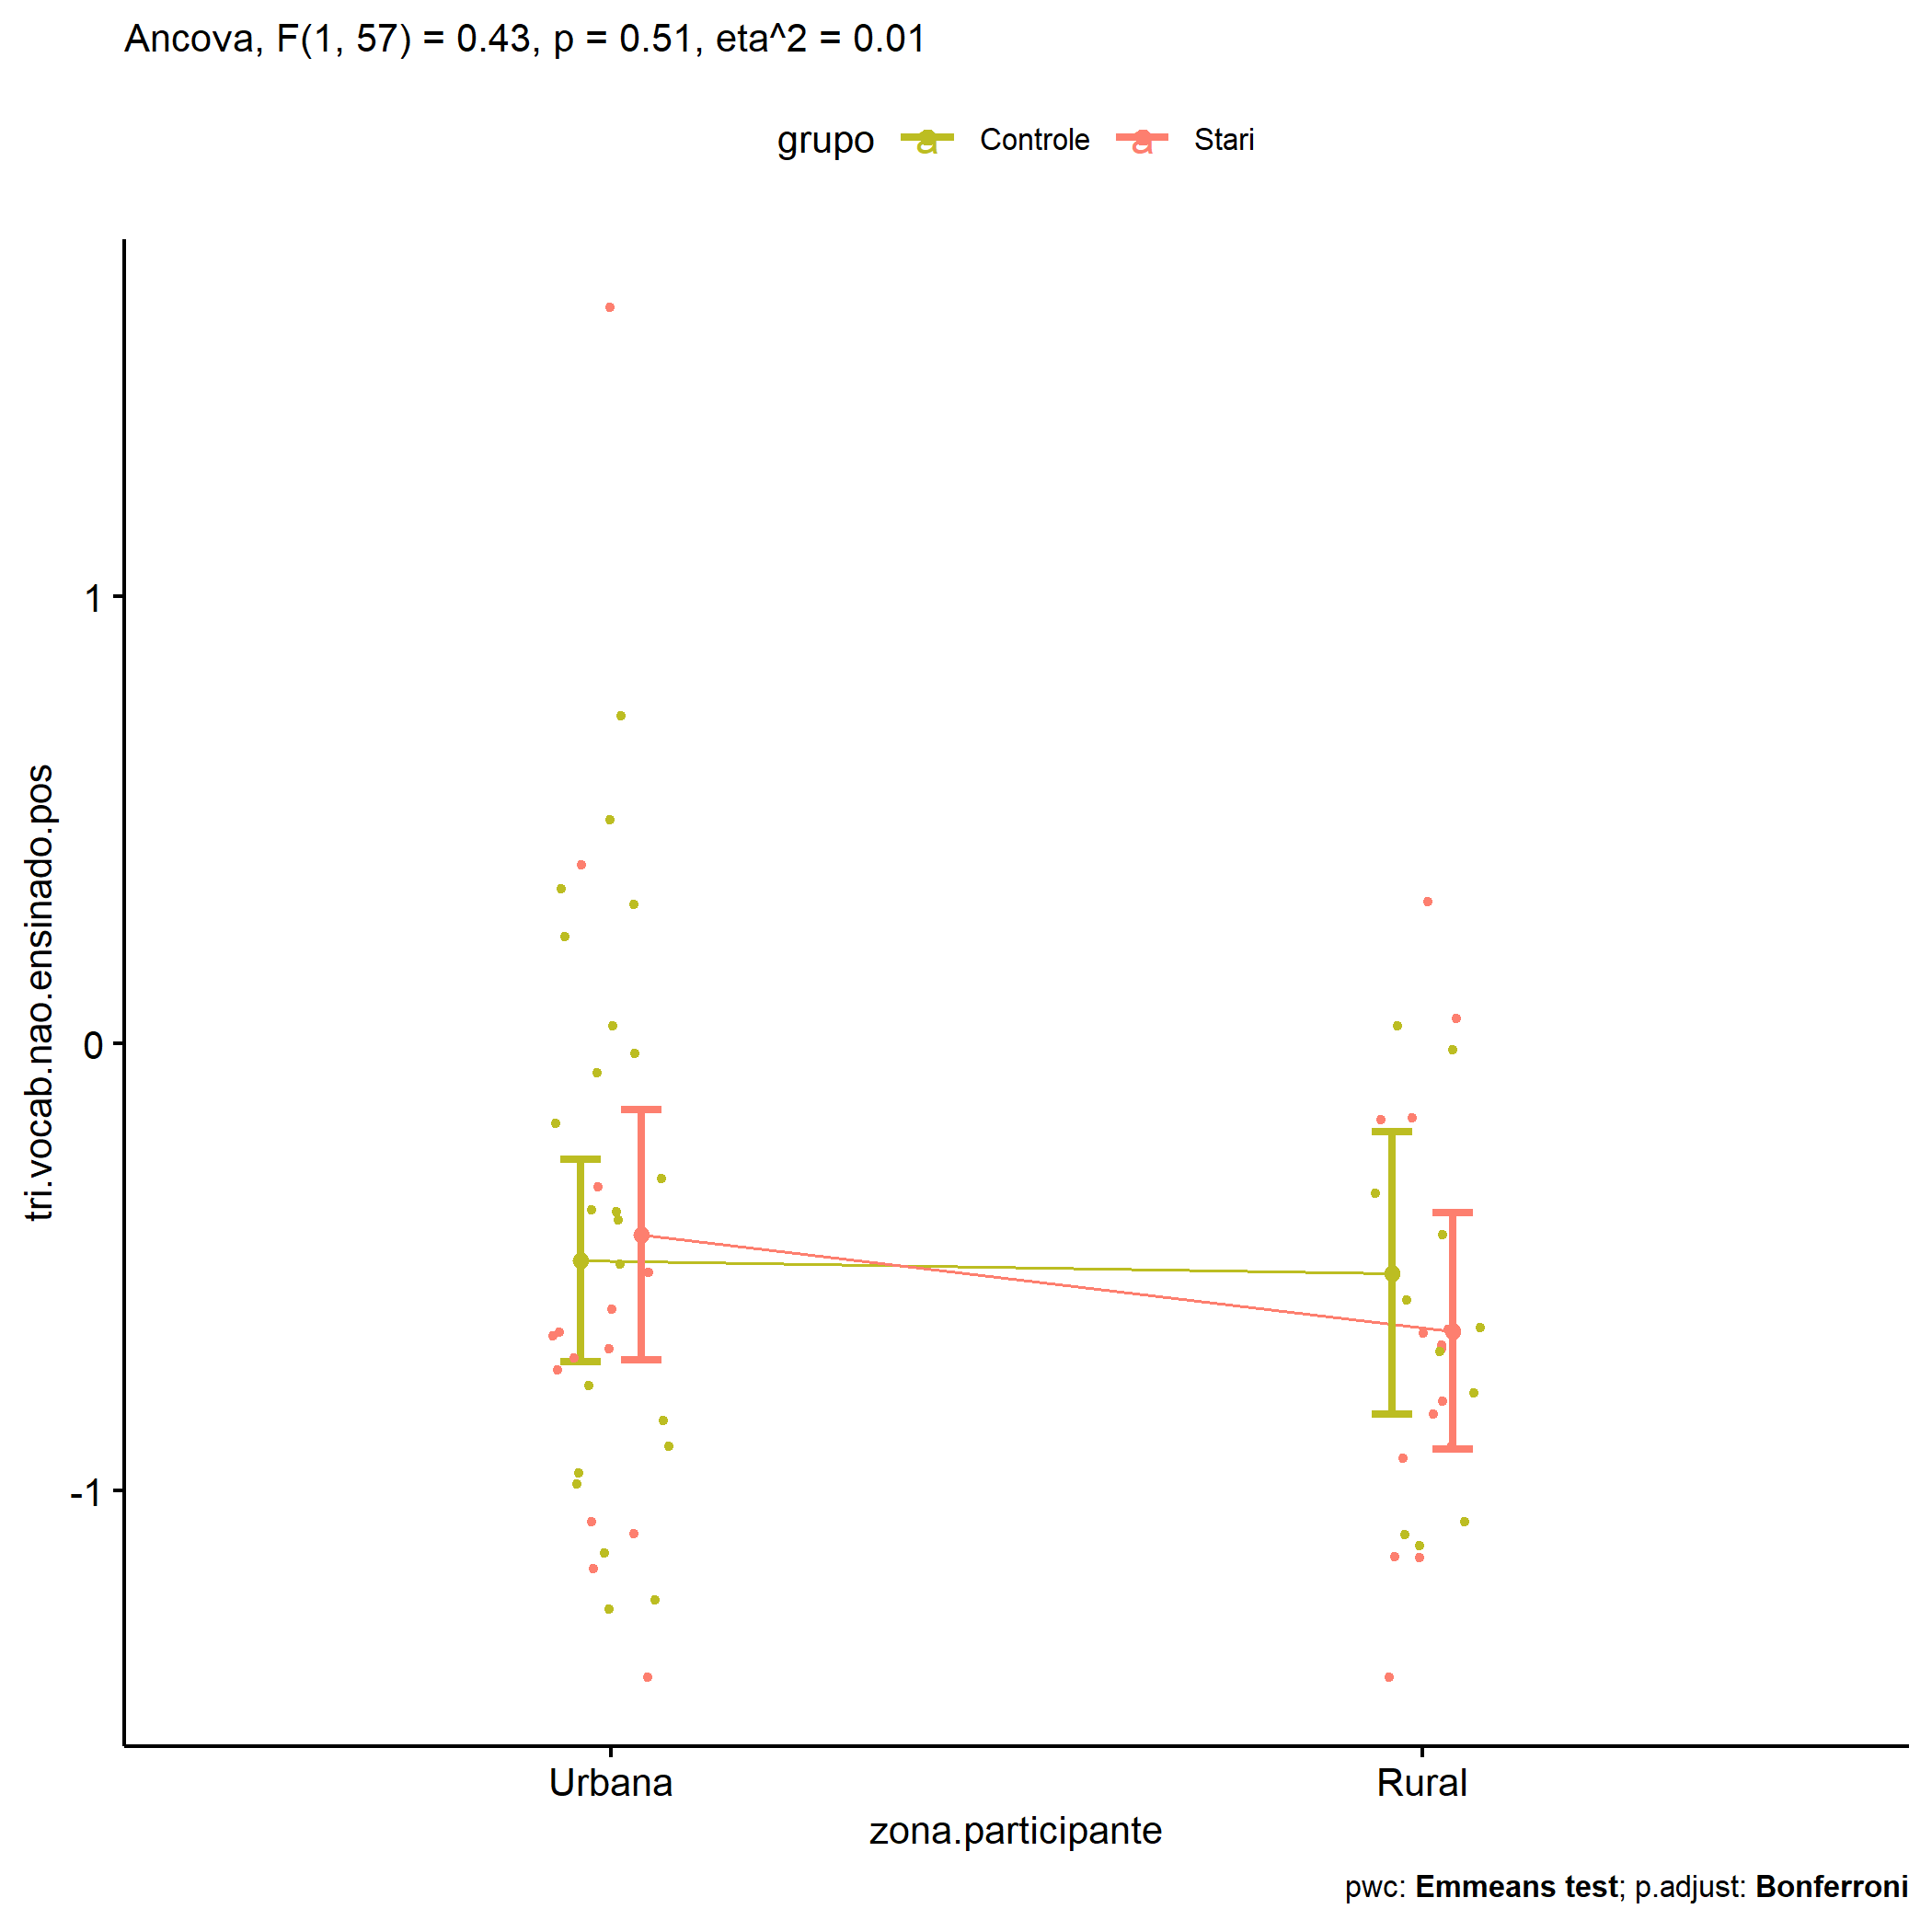 Ancova, F(1, 57) = 0.43, p = 0.51, eta^2 = 0.01
grupo a Controle a Stari
tri.vocab.nao.ensinado.pos
1
0
-1
Urbana Rural
zona.participante
pwc: Emmeans test; p.adjust: Bonferroni